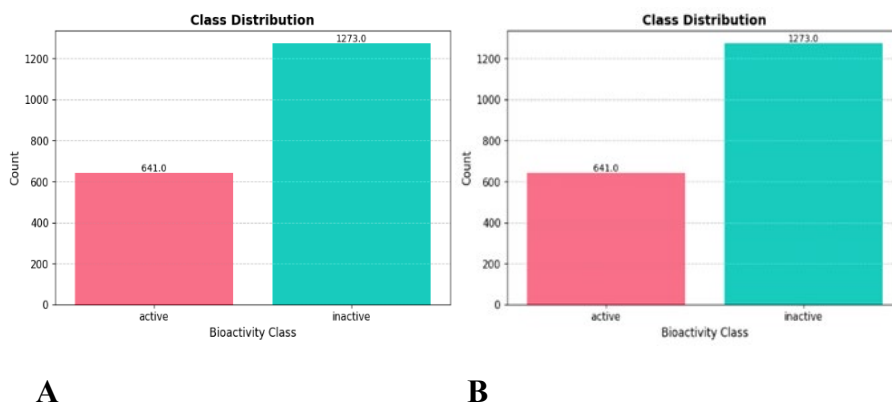 Class Distribution
1200
1000
800
600
400
200
0
Count
641.0
1273.0
active
inactive
Bioactivity Class
A
Class Distribution
1200
1000
800
600
400
200
0
Count
641.0
1273.0
active
inactive
Bioactivity Class
B